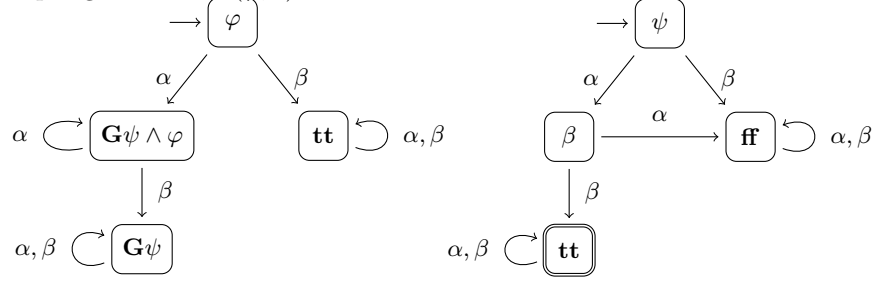 φ ψ
α β α β
α Gψ ∧ φ tt α, β β α ff α, β
β β
α, β Gψ α, β tt